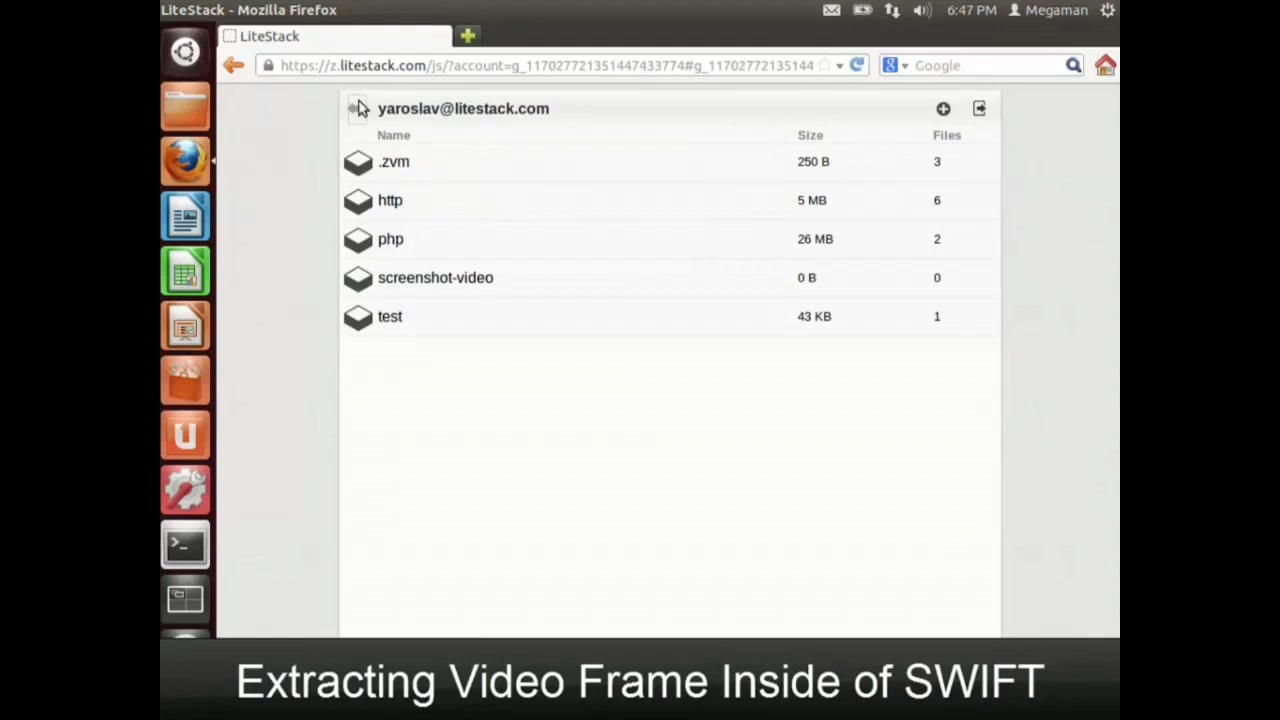 LiteStack - Mozilla Firefox
6:47 PM Megaman
LiteStack
https://z.litestack.com/js/?account=g_117027721351447433774#g_11702772135144
Google
yaroslav@litestack.com
Name Size Files
.zvm 250 B 3
http 5 MB 6
php 26 MB 2
screenshot-video 0 B 0
test 43 KB 1
Extracting Video Frame Inside of SWIFT